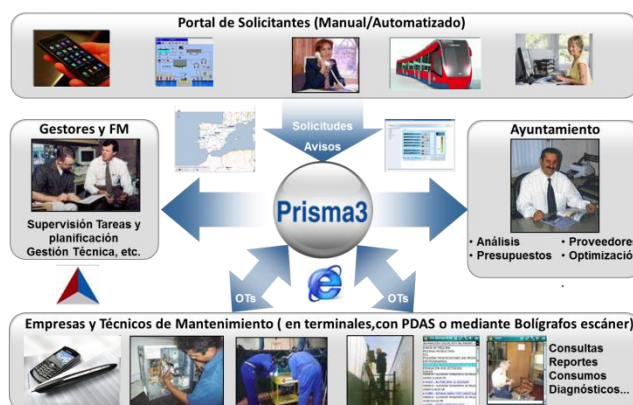 Portal de Solicitantes (Manual/Automatizado)
Solicitudes
Avisos
Gestores y FM
Supervisión Tareas y
planificación
Gestión Técnica, etc.
Prisma3
Ayuntamiento
• Análisis
• Presupuestos
• Proveedore
• Optimizació
OTs
OTs
Empresas y Técnicos de Mantenimiento ( en terminales,con PDAS o mediante Bolígrafos escáner)
Consultas
Reportes
Consumos
Diagnósticos...